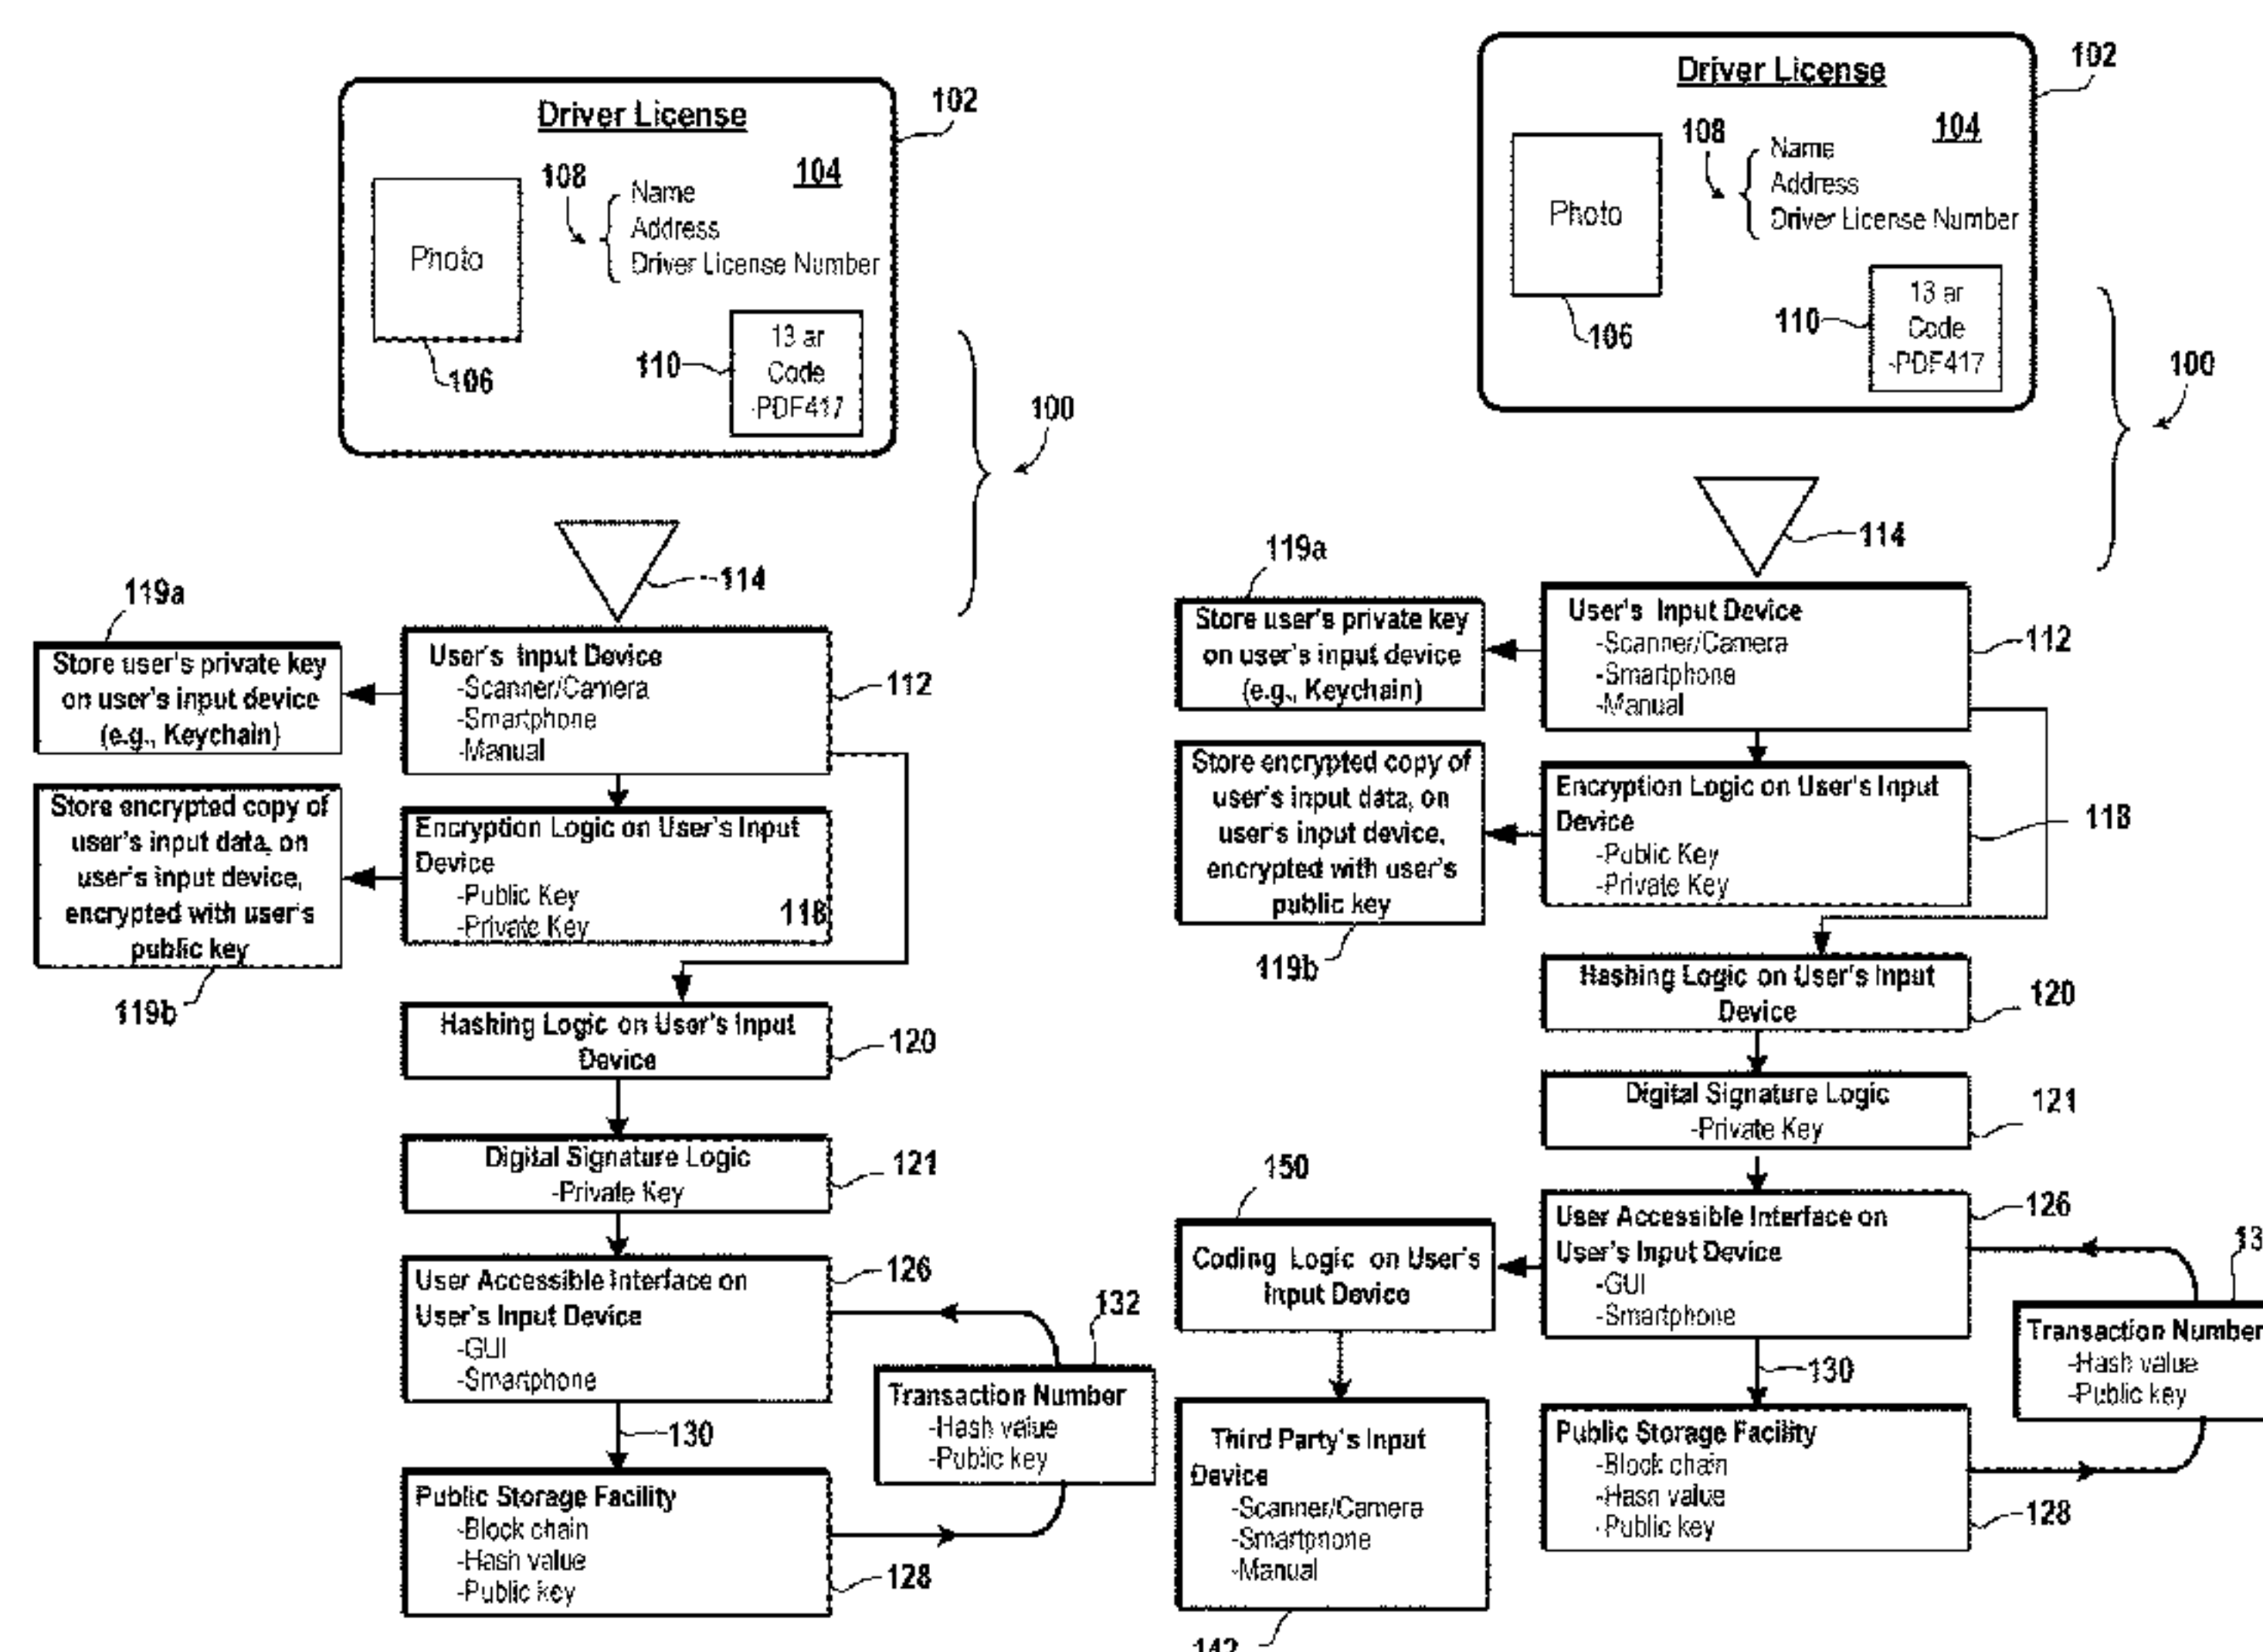 Driver License
102
104
108
Name
Address
Driver License Number
Photo
106
110
13 ar
Code
-PDF417
100
114
119a
Store user's private key
on user's input device
(e.g., Keychain)
User's Input Device
-Scanner/Camera
-Smartphone
-Manual
112
Store encrypted copy of
user's input data, on
user's input device,
encrypted with user's
public key
119b
Encryption Logic on User's Input
Device
-Public Key
-Private Key
118
Hashing Logic on User's Input
Device
120
Digital Signature Logic
-Private Key
121
User Accessible Interface on
User's Input Device
-GUI
-Smartphone
126
132
Transaction Number
-Hash value
-Public key
130
Public Storage Facility
-Block chain
-Hash value
-Public key
128
Driver License
102
104
108
Name
Address
Driver License Number
Photo
106
110
13 ar
Code
-PDF417
100
114
119a
Store user's private key
on user's input device
(e.g., Keychain)
User's Input Device
-Scanner/Camera
-Smartphone
-Manual
112
Store encrypted copy of
user's input data, on
user's input device,
encrypted with user's
public key
119b
Encryption Logic on User's Input
Device
-Public Key
-Private Key
118
Hashing Logic on User's Input
Device
120
Digital Signature Logic
-Private Key
121
150
Coding Logic on User's
Input Device
User Accessible Interface on
User's Input Device
-GUI
-Smartphone
126
Transaction Number
-Hash value
-Public key
130
Third Party's Input
Device
-Scanner/Camera
-Smartphone
-Manual
142
Public Storage Facility
-Block chain
-Hash value
-Public key
128